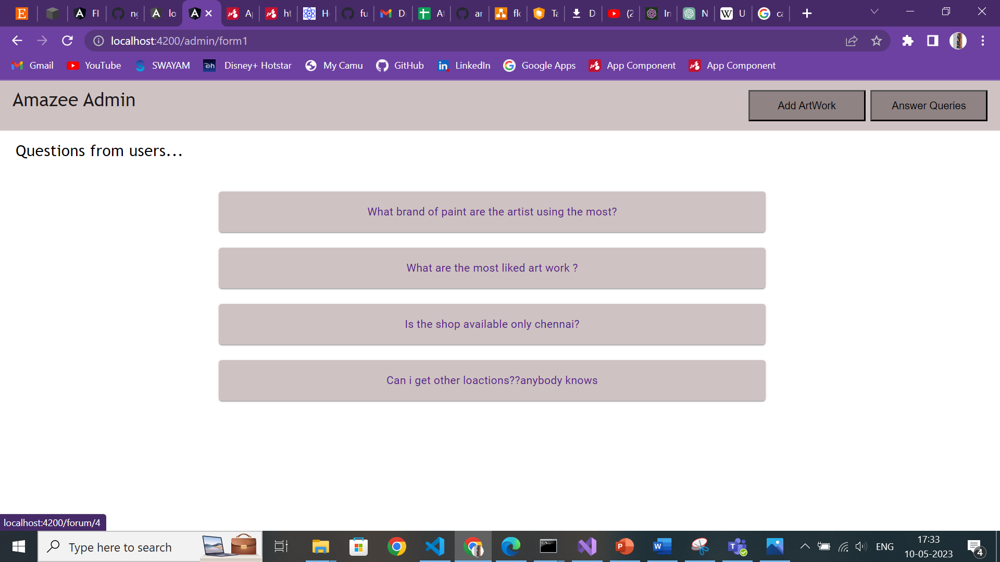 Fl
ng
lo
A
ht
H
fu
D
A
ar
flo
Ta
D
(2
In
N
U
ca
localhost:4200/admin/form1
Gmail
YouTube
SWAYAM
Disney+ Hotstar
My Camu
GitHub
LinkedIn
Google Apps
App Component
App Component
Amazee Admin
Add ArtWork
Answer Queries
Questions from users...
What brand of paint are the artist using the most?
What are the most liked art work ?
Is the shop available only chennai?
Can i get other loactions??anybody knows
localhost:4200/forum/4
Type here to search
ENG
17:33
10-05-2023
4